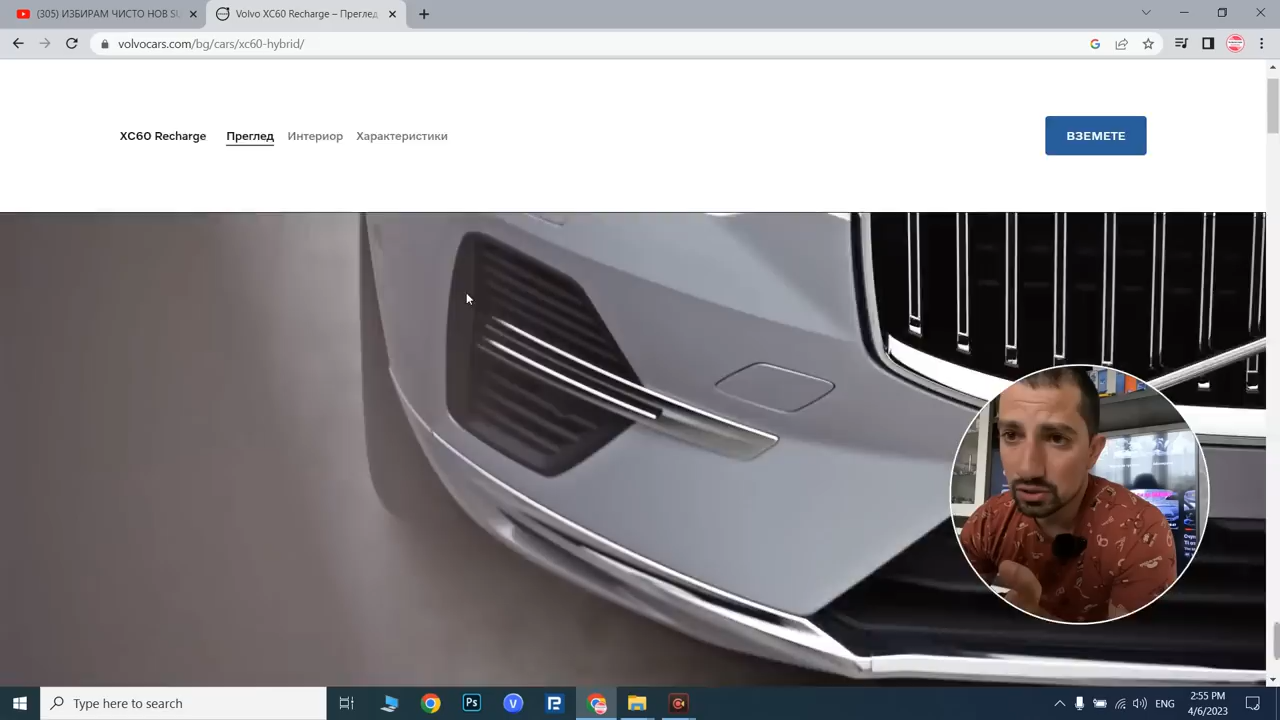 (305) ИЗБИРАМ ЧИСТО НОВ SU
Volvo XC60 Recharge – Преглед
volvocars.com/bg/cars/xc60-hybrid/
XC60 Recharge
Преглед
Интериор
Характеристики
ВЗЕМЕТЕ
Type here to search
Ps
ENG
2:55 PM
4/6/2023